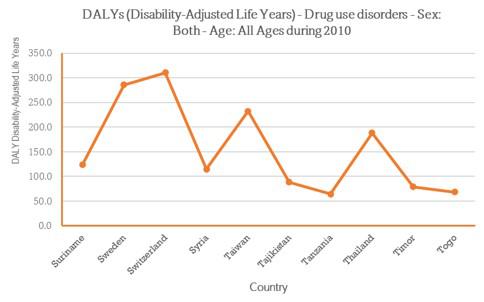 DALYs (Disability-Adjusted Life Years) - Drug use disorders - Sex:
Both - Age: All Ages during 2010
DALY Disability-Adjusted Life Years
350.0
300.0
250.0
200.0
150.0
100.0
50.0
0.0
Suriname
Sweden
Switzerland
Syria
Taiwan
Tajikistan
Tanzania
Thailand
Timor
Togo
Country